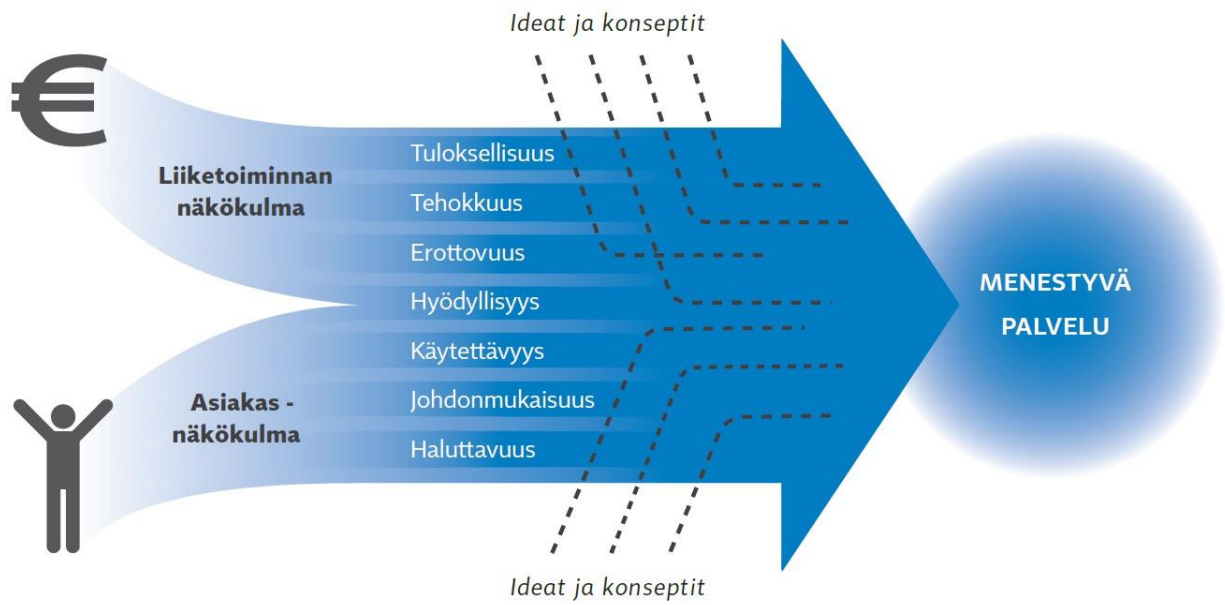 Ideat ja konseptit
Liiketoiminnan
näkökulma
Tuloksellisuus
Tehokkuus
Erottovuus
Hyödyllisyys
Käytettävyys
Johdonmukaisuus
Haluttavuus
Asiakas -
näkökulma
MENESTYVÄ
PALVELU
Ideat ja konseptit